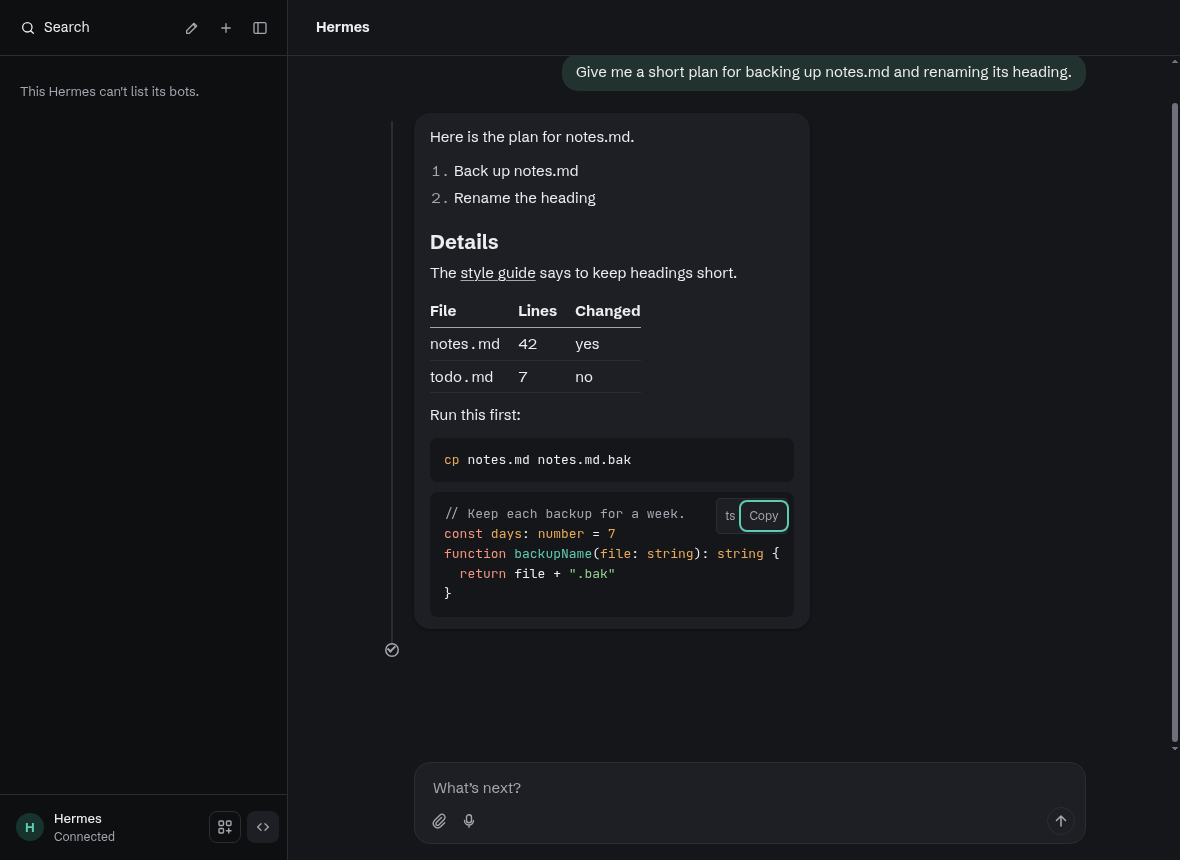 Search
Hermes
This Hermes can't list its bots.
Give me a short plan for backing up notes.md and renaming its heading.
Here is the plan for notes.md.
1. Back up notes.md
2. Rename the heading
Details
The style guide says to keep headings short.
File Lines Changed
notes.md 42 yes
todo.md 7 no
Run this first:
cp notes.md notes.md.bak
ts Copy
// Keep each backup for a week.
const days: number = 7
function backupName(file: string): string {
  return file + ".bak"
}
What's next?
H
Hermes
Connected